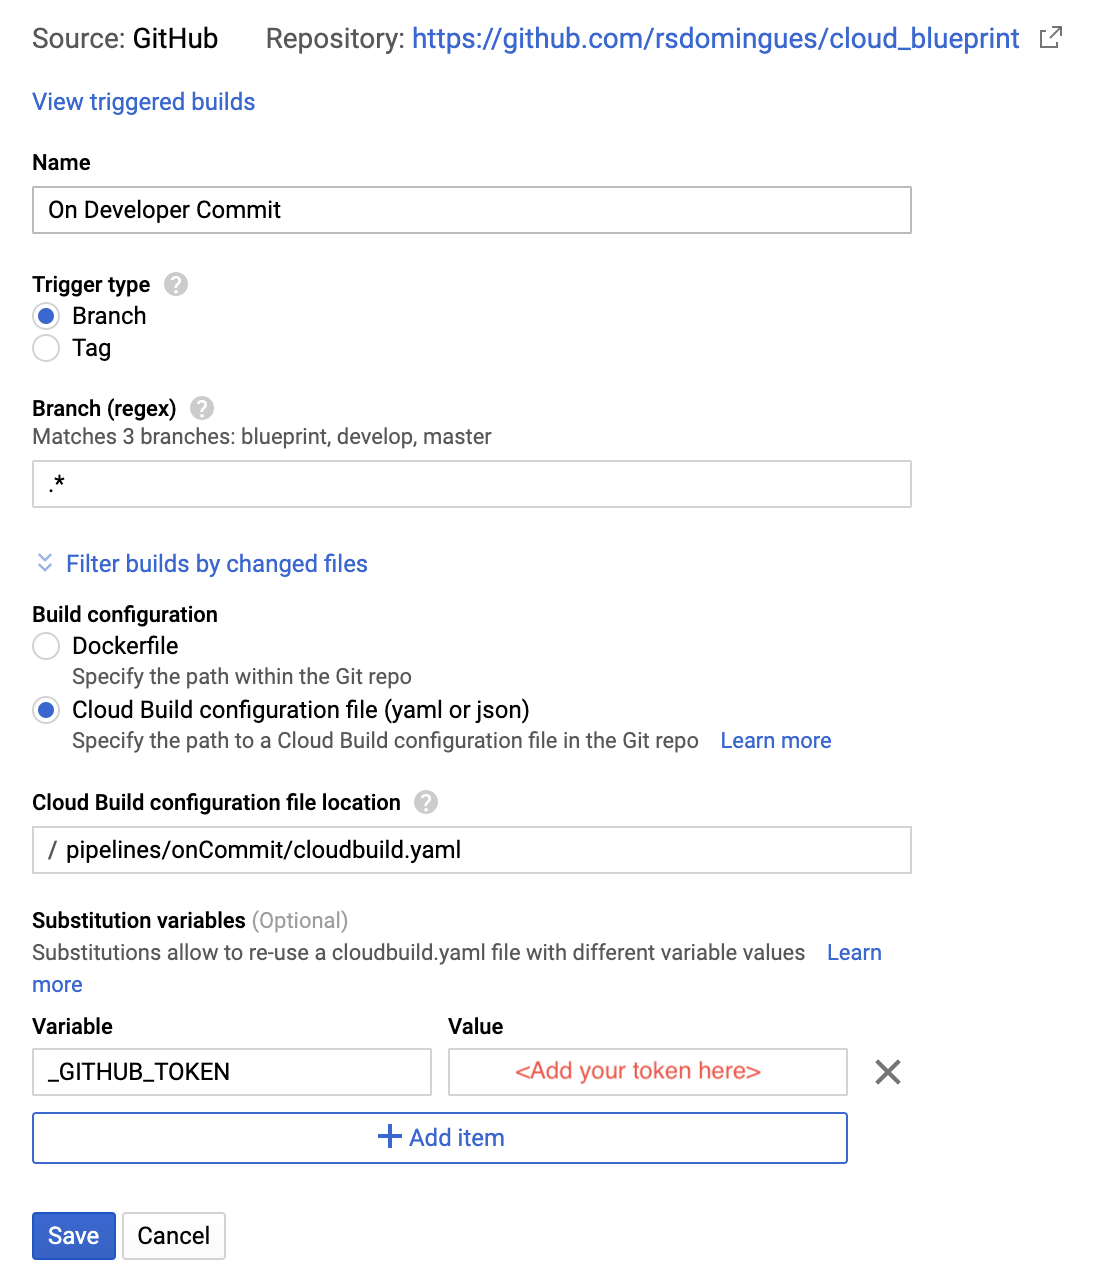 Source: GitHub Repository: https://github.com/rsdomingues/cloud_blueprint
View triggered builds
Name
On Developer Commit
Trigger type ?
Branch
Tag
Branch (regex) ?
Matches 3 branches: blueprint, develop, master
.*
Filter builds by changed files
Build configuration
Dockerfile
Specify the path within the Git repo
Cloud Build configuration file (yaml or json)
Specify the path to a Cloud Build configuration file in the Git repo Learn more
Cloud Build configuration file location ?
/ pipelines/onCommit/cloudbuild.yaml
Substitution variables (Optional)
Substitutions allow to re-use a cloudbuild.yaml file with different variable values Learn
more
Variable Value
_GITHUB_TOKEN <Add your token here>
+ Add item
Save Cancel